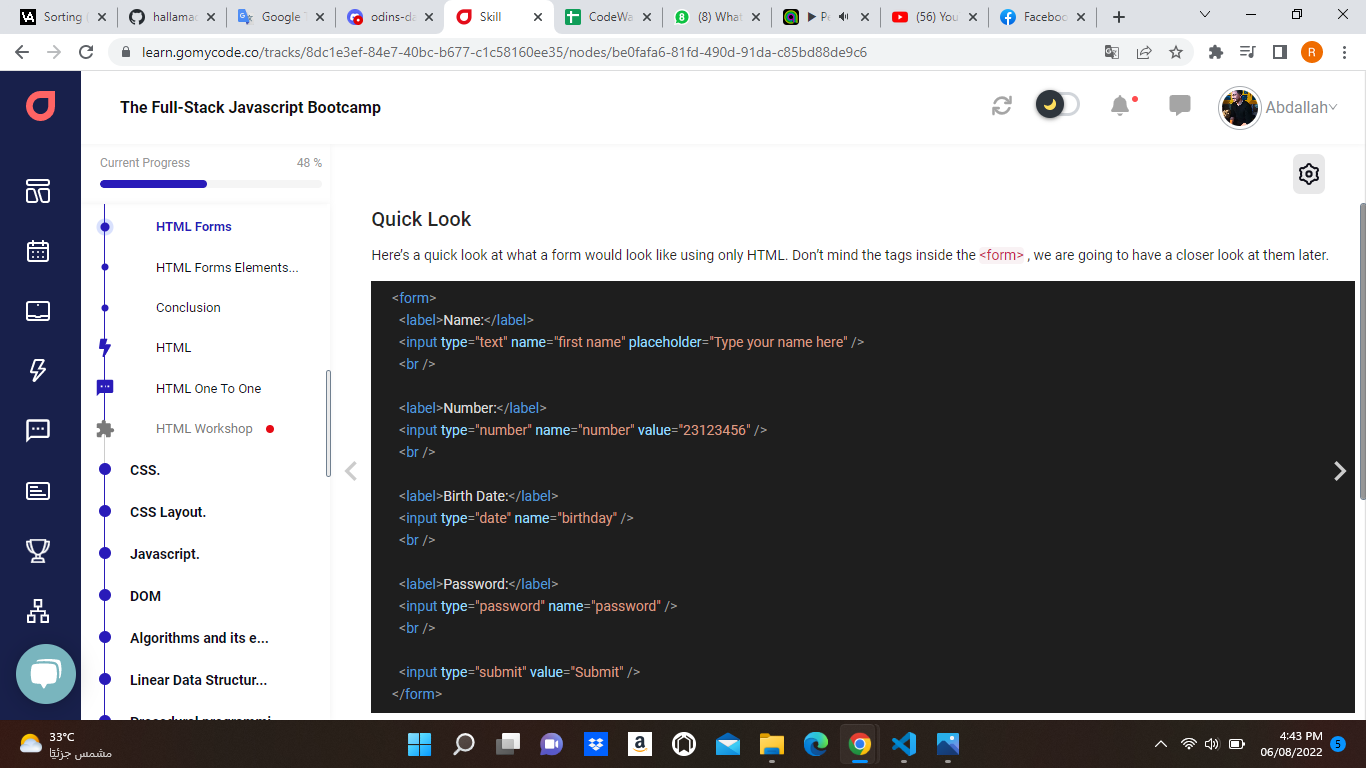 Sorting
hallamac
Google T
odins-da
Skill
CodeWa
(8) What
Pe
(56) You
Faceboo
learn.gomycode.co/tracks/8dc1e3ef-84e7-40bc-b677-c1c58160ee35/nodes/be0fafa6-81fd-490d-91da-c85bd88de9c6
R
The Full-Stack Javascript Bootcamp
Abdallah
Current Progress
48 %
HTML Forms
HTML Forms Elements...
Conclusion
HTML
HTML One To One
HTML Workshop
CSS.
CSS Layout.
Javascript.
DOM
Algorithms and its e...
Linear Data Structur...
Procedural programmi
Quick Look
Here's a quick look at what a form would look like using only HTML. Don't mind the tags inside the <form> , we are going to have a closer look at them later.
<form>
<label>Name:</label>
<input type="text" name="first name" placeholder="Type your name here" />
<br />
<label>Number:</label>
<input type="number" name="number" value="23123456" />
<br />
<label>Birth Date:</label>
<input type="date" name="birthday" />
<br />
<label>Password:</label>
<input type="password" name="password" />
<br />
<input type="submit" value="Submit" />
</form>
33°C
مشمس جزئيًا
4:43 PM
06/08/2022
5